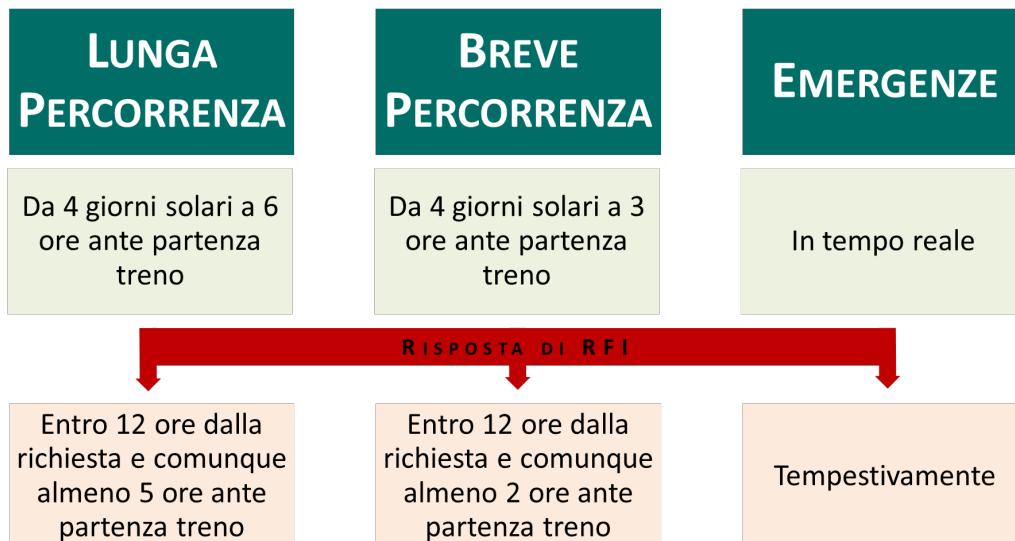 LUNGA
PERCORRENZA
BREVE
PERCORRENZA
EMERGENZE
Da 4 giorni solari a 6
ore ante partenza
treno
Da 4 giorni solari a 3
ore ante partenza
treno
In tempo reale
RISPOSTA DI RFI
Entro 12 ore dalla
richiesta e comunque
almeno 5 ore ante
partenza treno
Entro 12 ore dalla
richiesta e comunque
almeno 2 ore ante
partenza treno
Tempestivamente